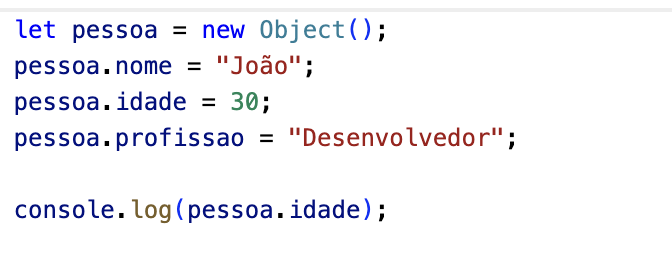 let pessoa = new Object();
pessoa.nome = "João";
pessoa.idade = 30;
pessoa.profissao = "Desenvolvedor";
console.log(pessoa.idade);